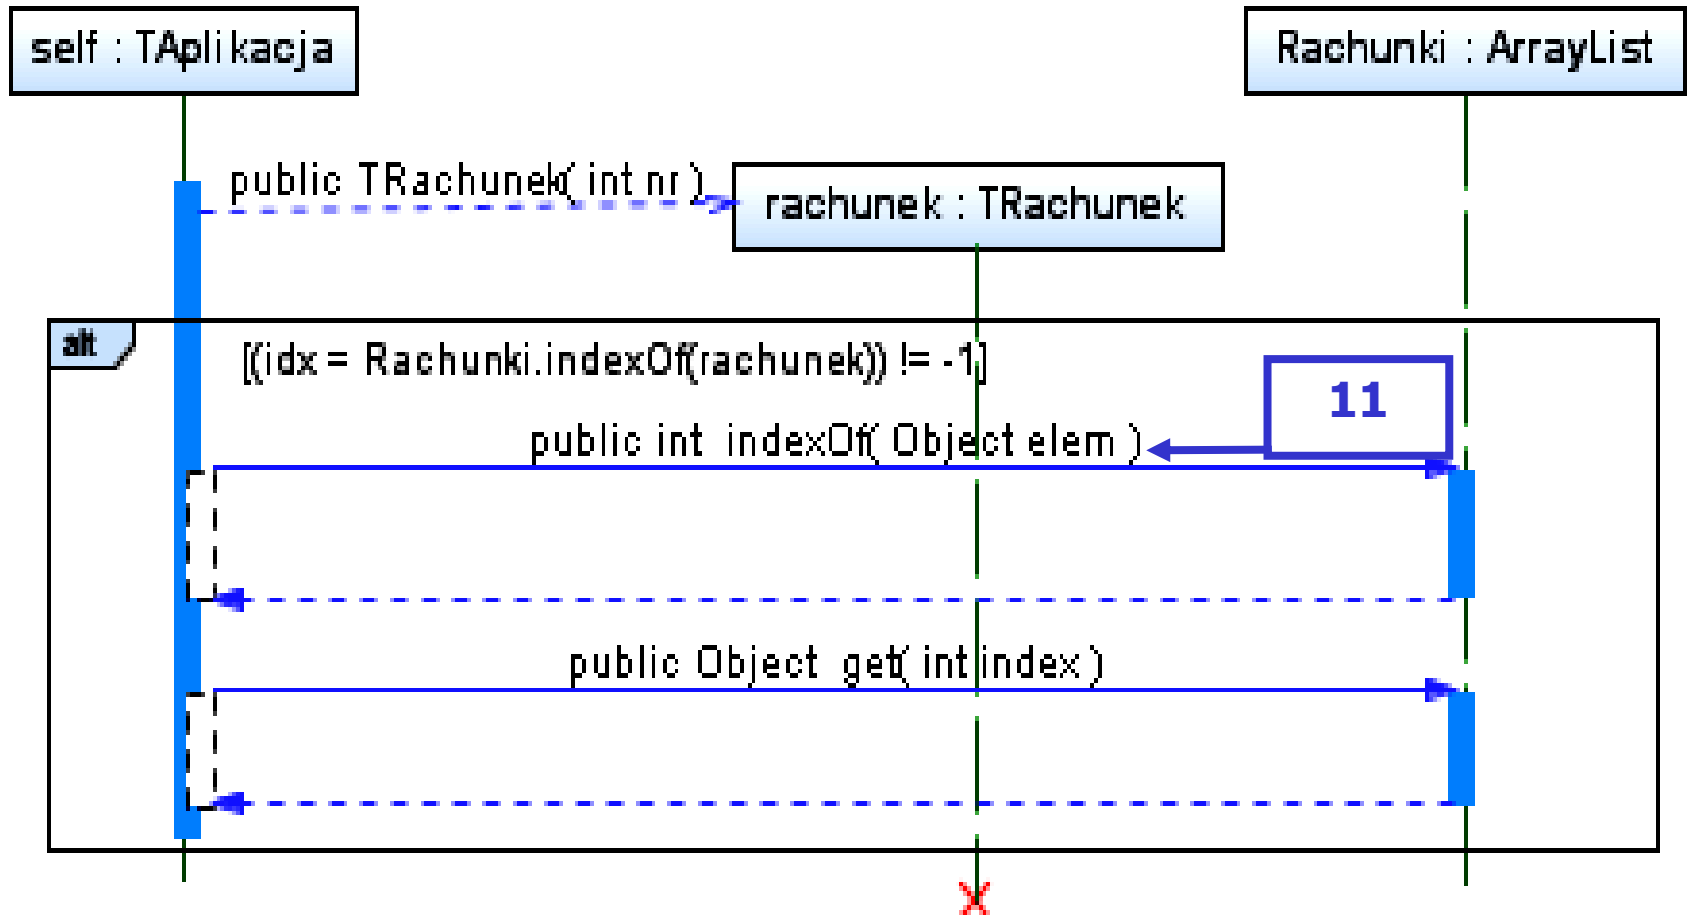 self : TAplikacja
Rachunki : ArrayList
public TRachunek( int nr )
rachunek : TRachunek
alt
[(idx = Rachunki.indexOf(rachunek)) != -1]
11
public int indexOf( Object elem )
public Object get( int index )